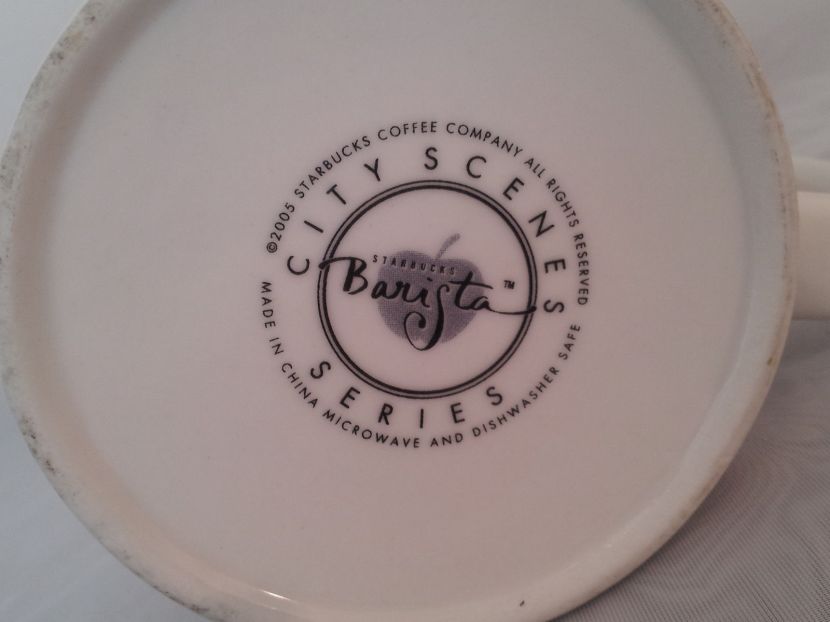 ©2005 STARBUCKS COFFEE COMPANY ALL RIGHTS RESERVED
CITY SCENES
STARBUCKS
Barista™
SERIES
MADE IN CHINA MICROWAVE AND DISHWASHER SAFE